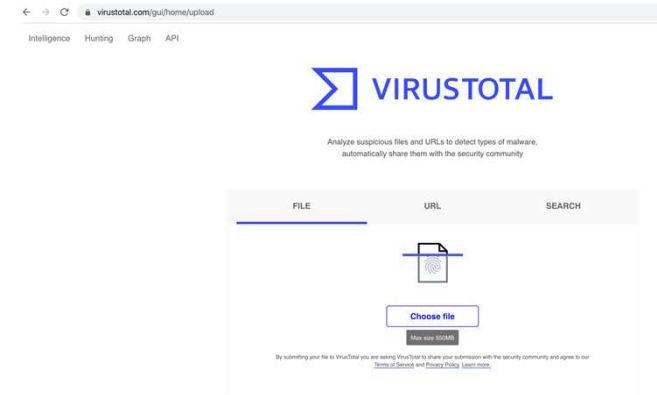 virustotal.com/gui/home/upload
Intelligence Hunting Graph API
VIRUSTOTAL
Analyze suspicious files and URLs to detect types of malware,
automatically share them with the security community
FILE URL SEARCH
Choose file
Max size 550MB
By submitting your file to VirusTotal you are asking VirusTotal to share your submission with the security community and agree to our
Terms of Service and Privacy Policy. Learn more.